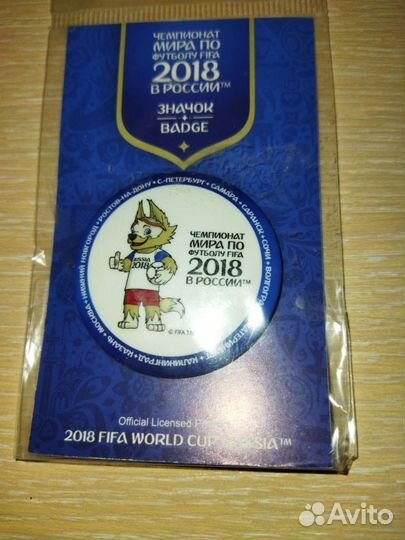 ЧЕМПИОНАТ
МИРА ПО
ФУТБОЛУ FIFA
2018
В РОССИИ™
ЗНАЧОК
BADGE
НИЖНИЙ НОВГОРОД • РОСТОВ-НА-ДОНУ • С.-ПЕТЕРБУРГ • САМАРА • САРАНСК • СОЧИ •
ЧЕМПИОНАТ
МИРА ПО
ФУТБОЛУ FIFA
2018
В РОССИИ™
RUSSIA
2018
© FIFA
КАЛИНИНГРАД • КАЗАНЬ • МОСКВА •
Official Licensed
2018 FIFA WORLD CUP
Avito